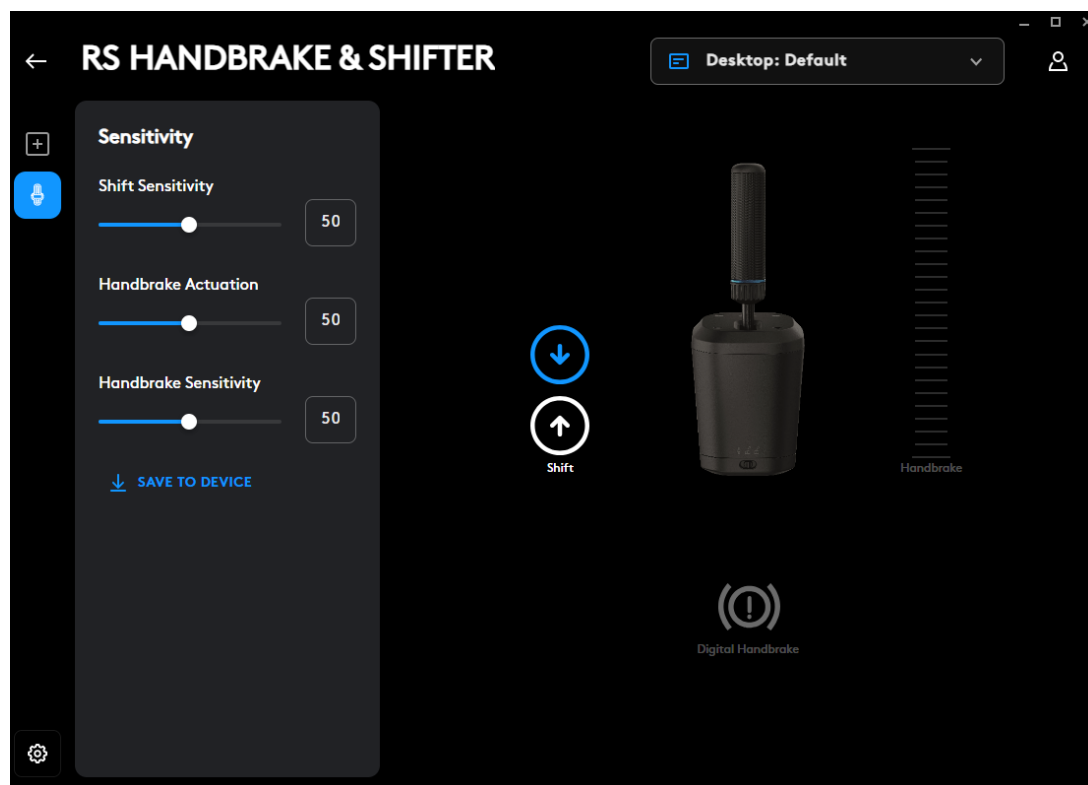 RS HANDBRAKE & SHIFTER
Desktop: Default
Sensitivity
Shift Sensitivity
50
Handbrake Actuation
50
Handbrake Sensitivity
50
SAVE TO DEVICE
Shift
Handbrake
Digital Handbrake